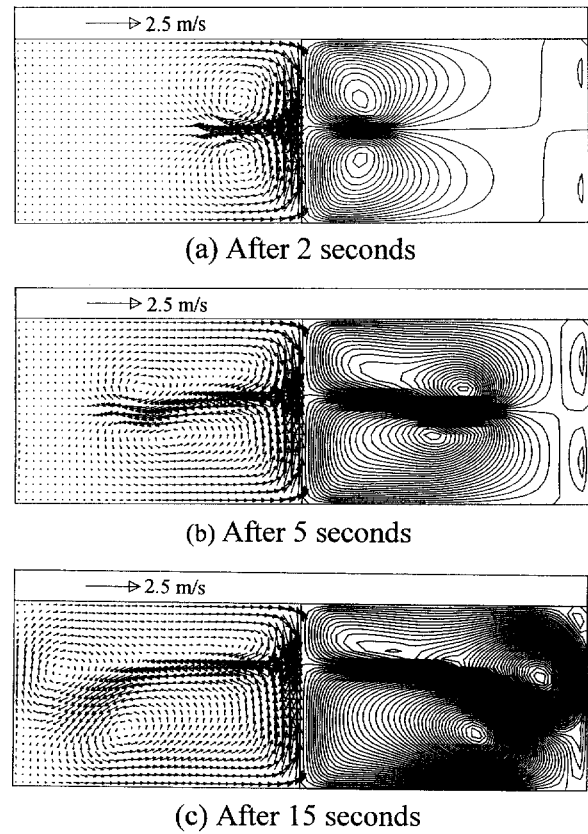 2.5 m/s
(a) After 2 seconds
2.5 m/s
(b) After 5 seconds
2.5 m/s
(c) After 15 seconds